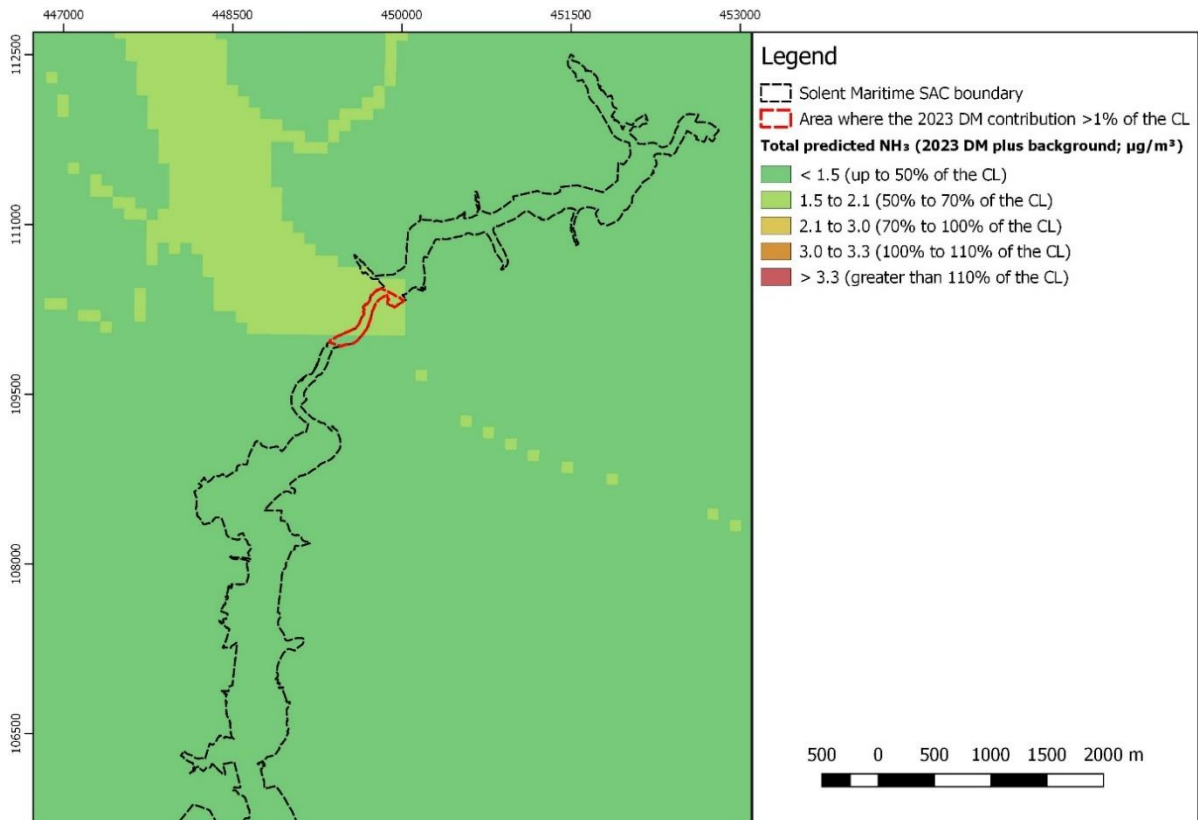 447000 448500 450000 451500 453000
112500
111000
109500
108000
106500
Legend
Solent Maritime SAC boundary
Area where the 2023 DM contribution >1% of the CL
Total predicted NH₃ (2023 DM plus background; µg/m³)
< 1.5 (up to 50% of the CL)
1.5 to 2.1 (50% to 70% of the CL)
2.1 to 3.0 (70% to 100% of the CL)
3.0 to 3.3 (100% to 110% of the CL)
> 3.3 (greater than 110% of the CL)
500 0 500 1000 1500 2000 m